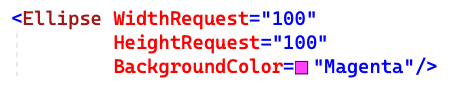 <Ellipse WidthRequest="100"
HeightRequest="100"
BackgroundColor="Magenta"/>